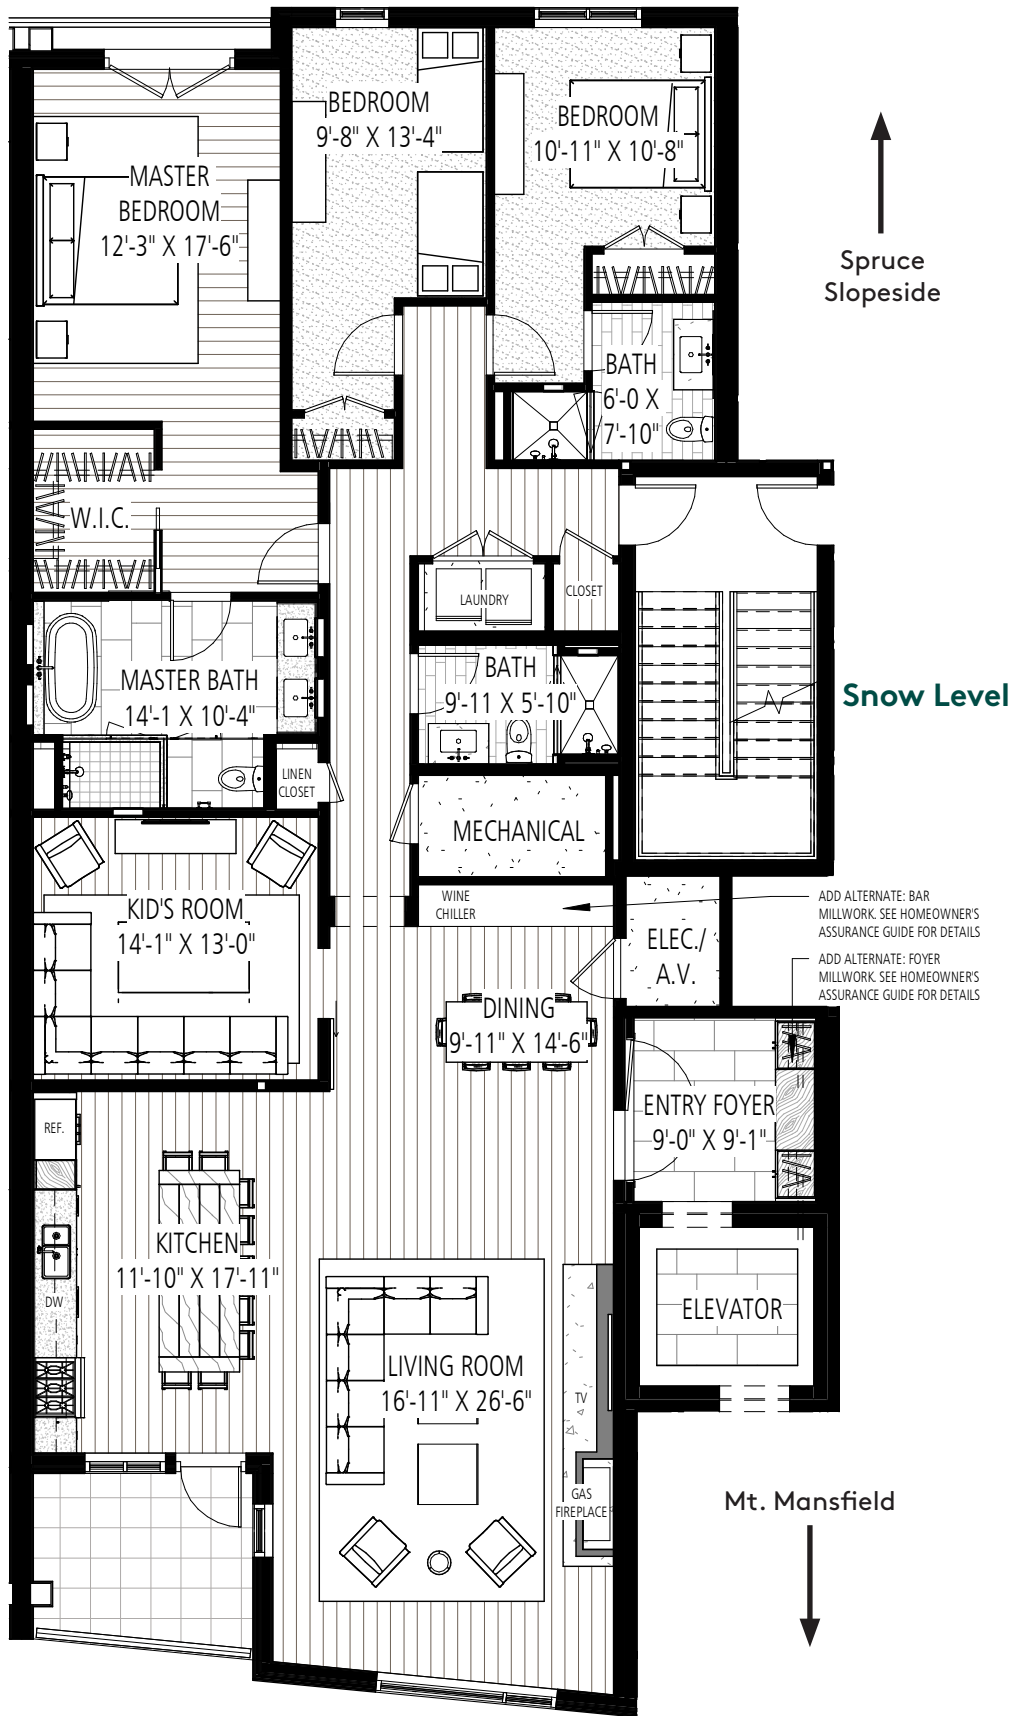 BEDROOM
9'-8" X 13'-4"
BEDROOM
10'-11" X 10'-8"
MASTER
BEDROOM
12'-3" X 17'-6"
Spruce
Slopeside
BATH
6'-0 X
7'-10"
W.I.C.
LAUNDRY
CLOSET
MASTER BATH
14'-1 X 10'-4"
BATH
9'-11 X 5'-10"
Snow Level
LINEN
CLOSET
MECHANICAL
WINE
CHILLER
ADD ALTERNATE: BAR
MILLWORK. SEE HOMEOWNER'S
ASSURANCE GUIDE FOR DETAILS
KID'S ROOM
14'-1" X 13'-0"
ELEC./
A.V.
ADD ALTERNATE: FOYER
MILLWORK. SEE HOMEOWNER'S
ASSURANCE GUIDE FOR DETAILS
DINING
9'-11" X 14'-6"
ENTRY FOYER
9'-0" X 9'-1"
REF.
KITCHEN
11'-10" X 17'-11"
DW
ELEVATOR
LIVING ROOM
16'-11" X 26'-6"
TV
GAS
FIREPLACE
Mt. Mansfield